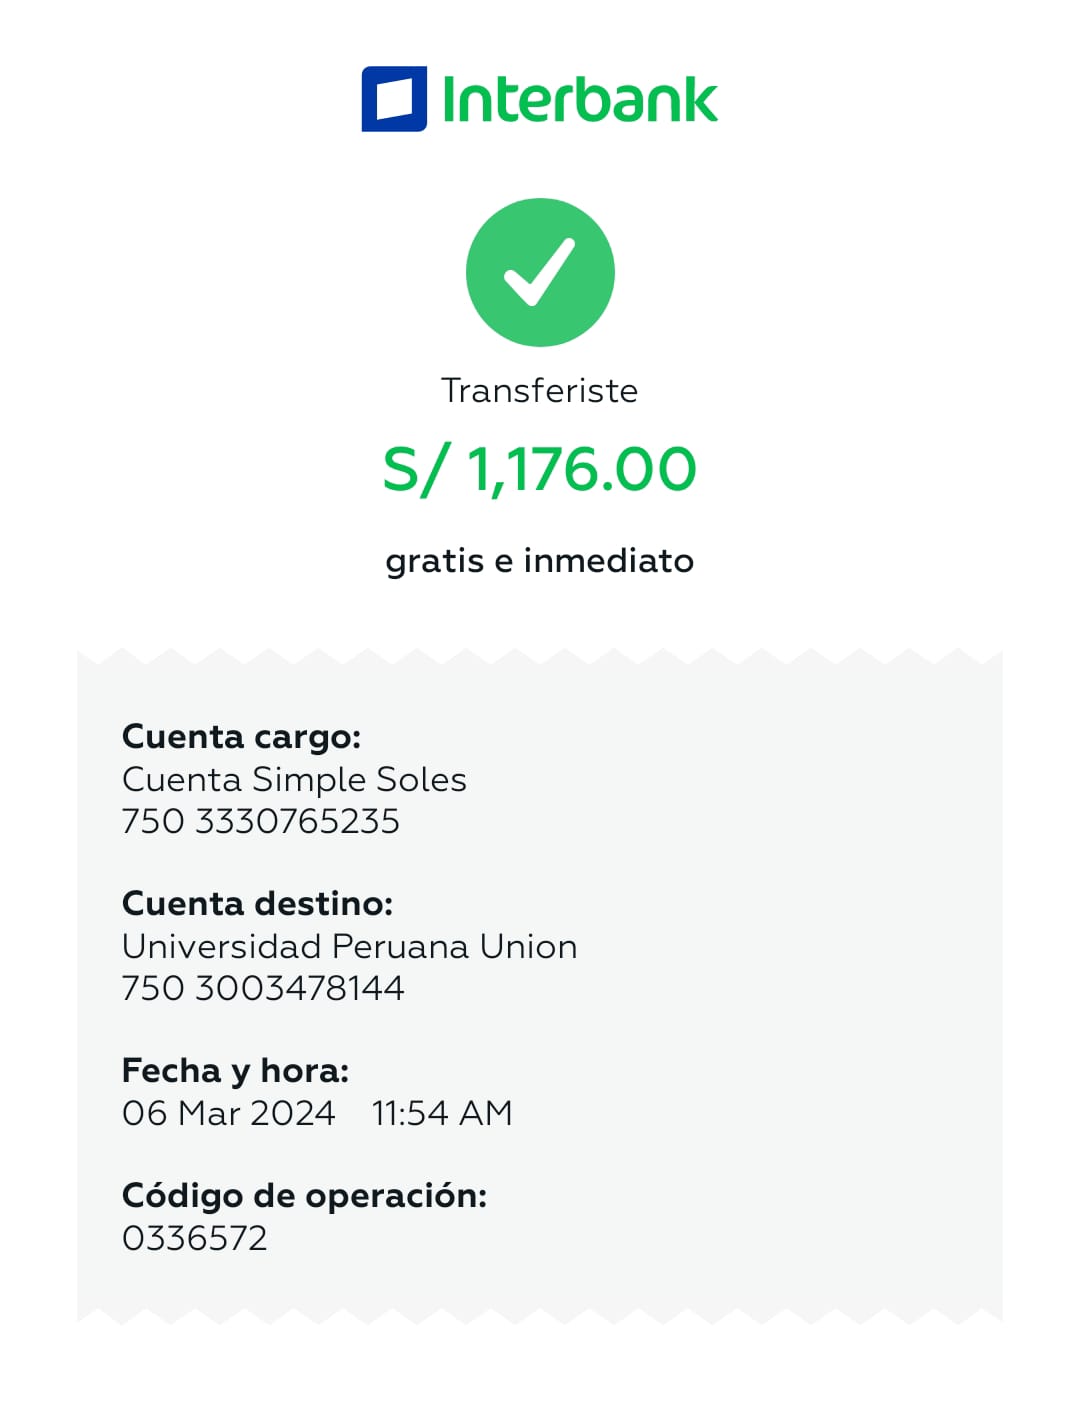 Interbank
Transferiste
S/ 1,176.00
gratis e inmediato
Cuenta cargo:
Cuenta Simple Soles
750 3330765235
Cuenta destino:
Universidad Peruana Union
750 3003478144
Fecha y hora:
06 Mar 2024 11:54 AM
Código de operación:
0336572